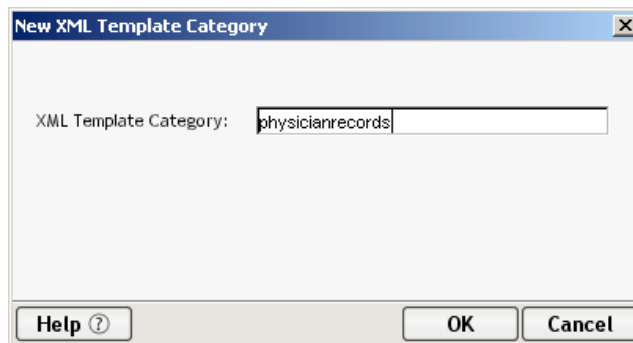 New XML Template Category
XML Template Category: physicianrecords
Help ? OK Cancel